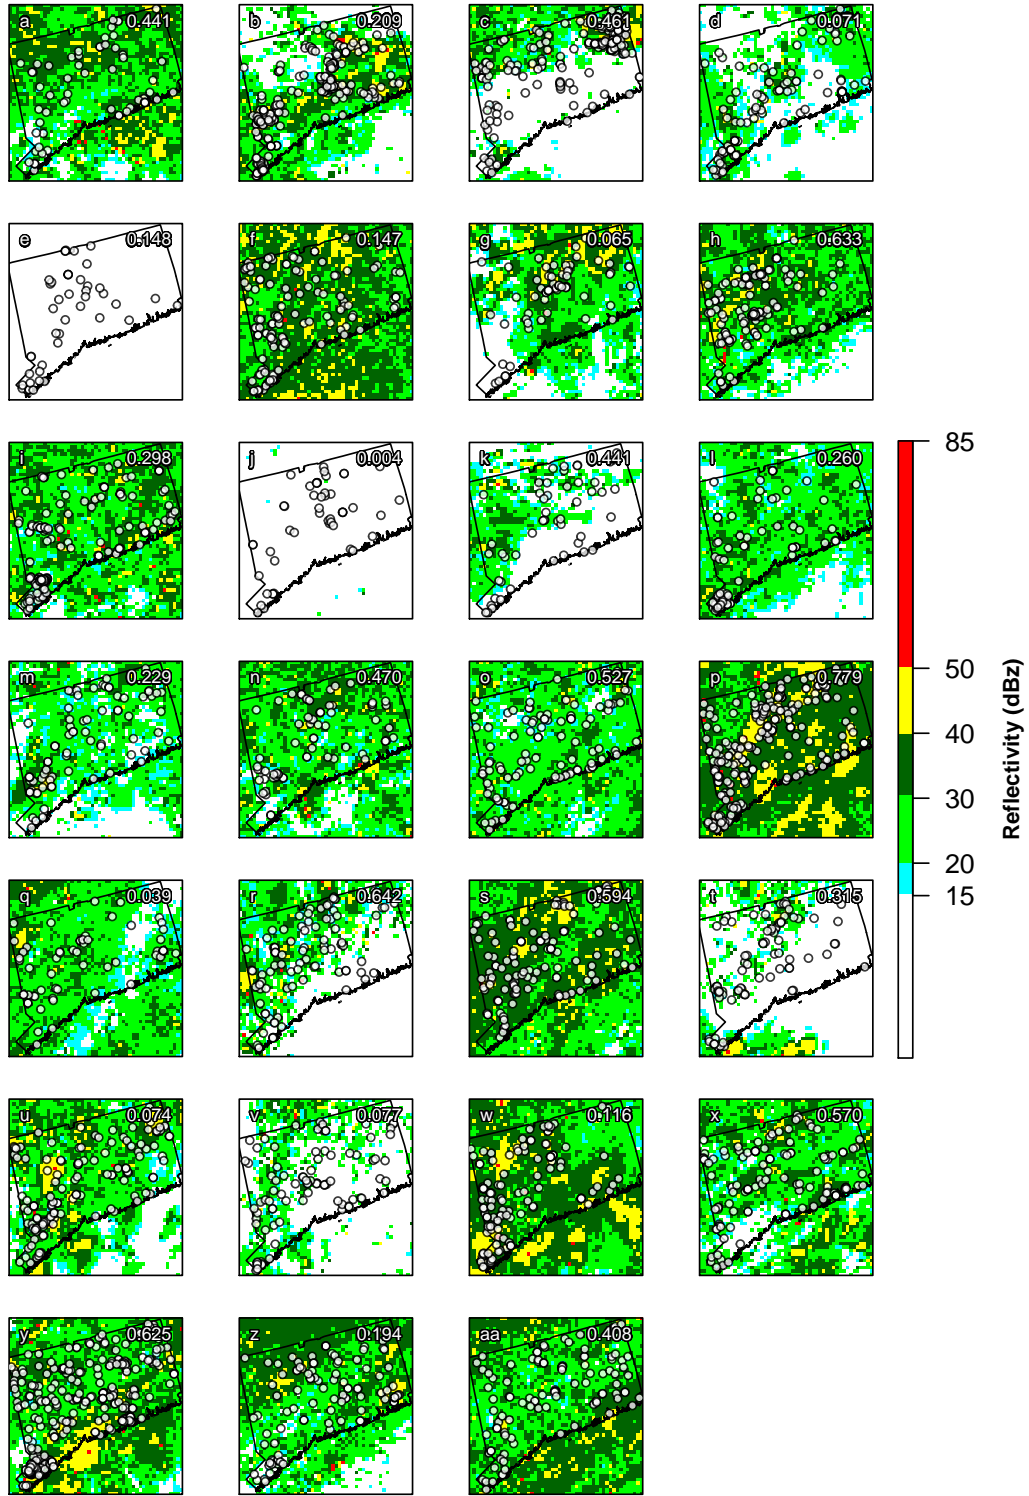 a 0.441
b 0.209
c 0.461
d 0.071
e 0.148
f 0.147
g 0.065
h 0.633
i 0.298
j 0.004
k 0.441
l 0.260
m 0.229
n 0.470
o 0.527
p 0.779
q 0.039
r 0.642
s 0.594
t 0.315
u 0.074
v 0.077
w 0.116
x 0.570
y 0.625
z 0.194
aa 0.408
85
50
40
30
20
15
Reflectivity (dBz)